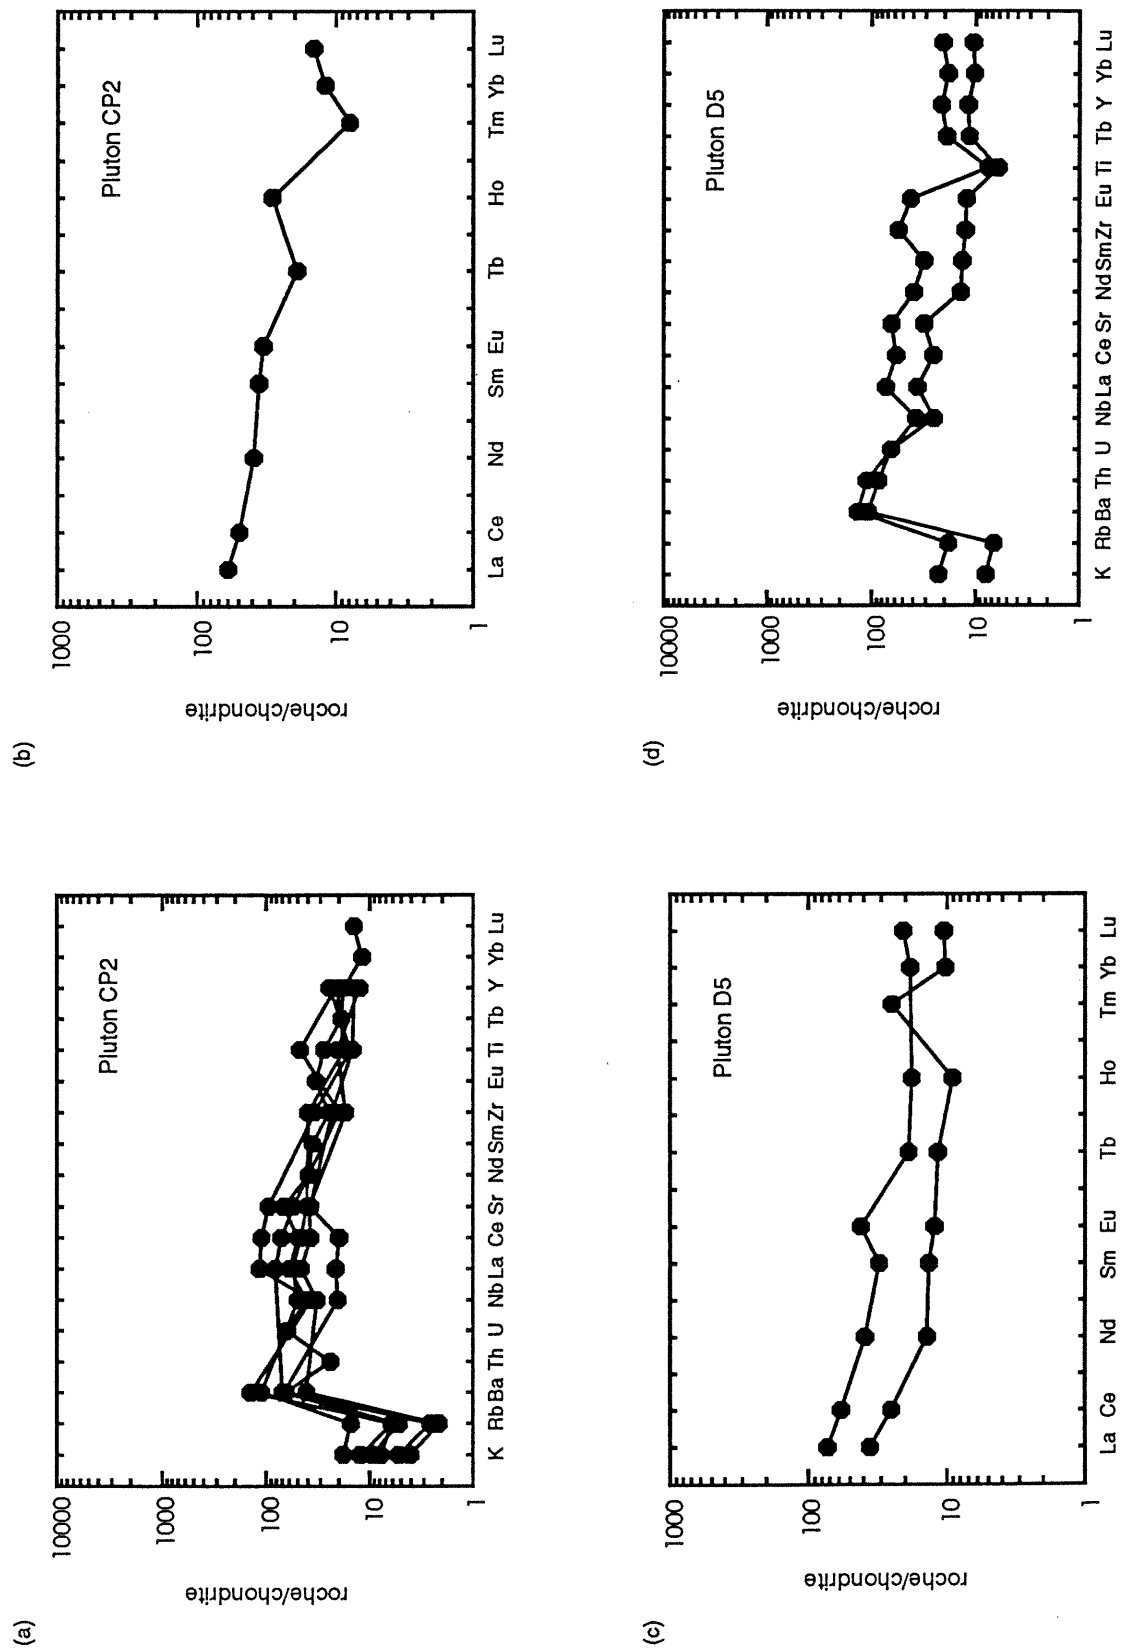 (a)
Pluton CP2
roche/chondrite
10000
100
10
1
K Rb Ba Th U Nb La Ce Sr Nd Sm Zr Eu Ti Tb Y Yb Lu
(b)
Pluton CP2
roche/chondrite
1000
100
10
1
La Ce Nd Sm Eu Tb Ho Tm Yb Lu
(c)
Pluton D5
roche/chondrite
1000
100
10
1
La Ce Nd Sm Eu Tb Ho Tm Yb Lu
(d)
Pluton D5
roche/chondrite
10000
1000
100
10
1
K Rb Ba Th U Nb La Ce Sr Nd Sm Zr Eu Ti Tb Y Yb Lu